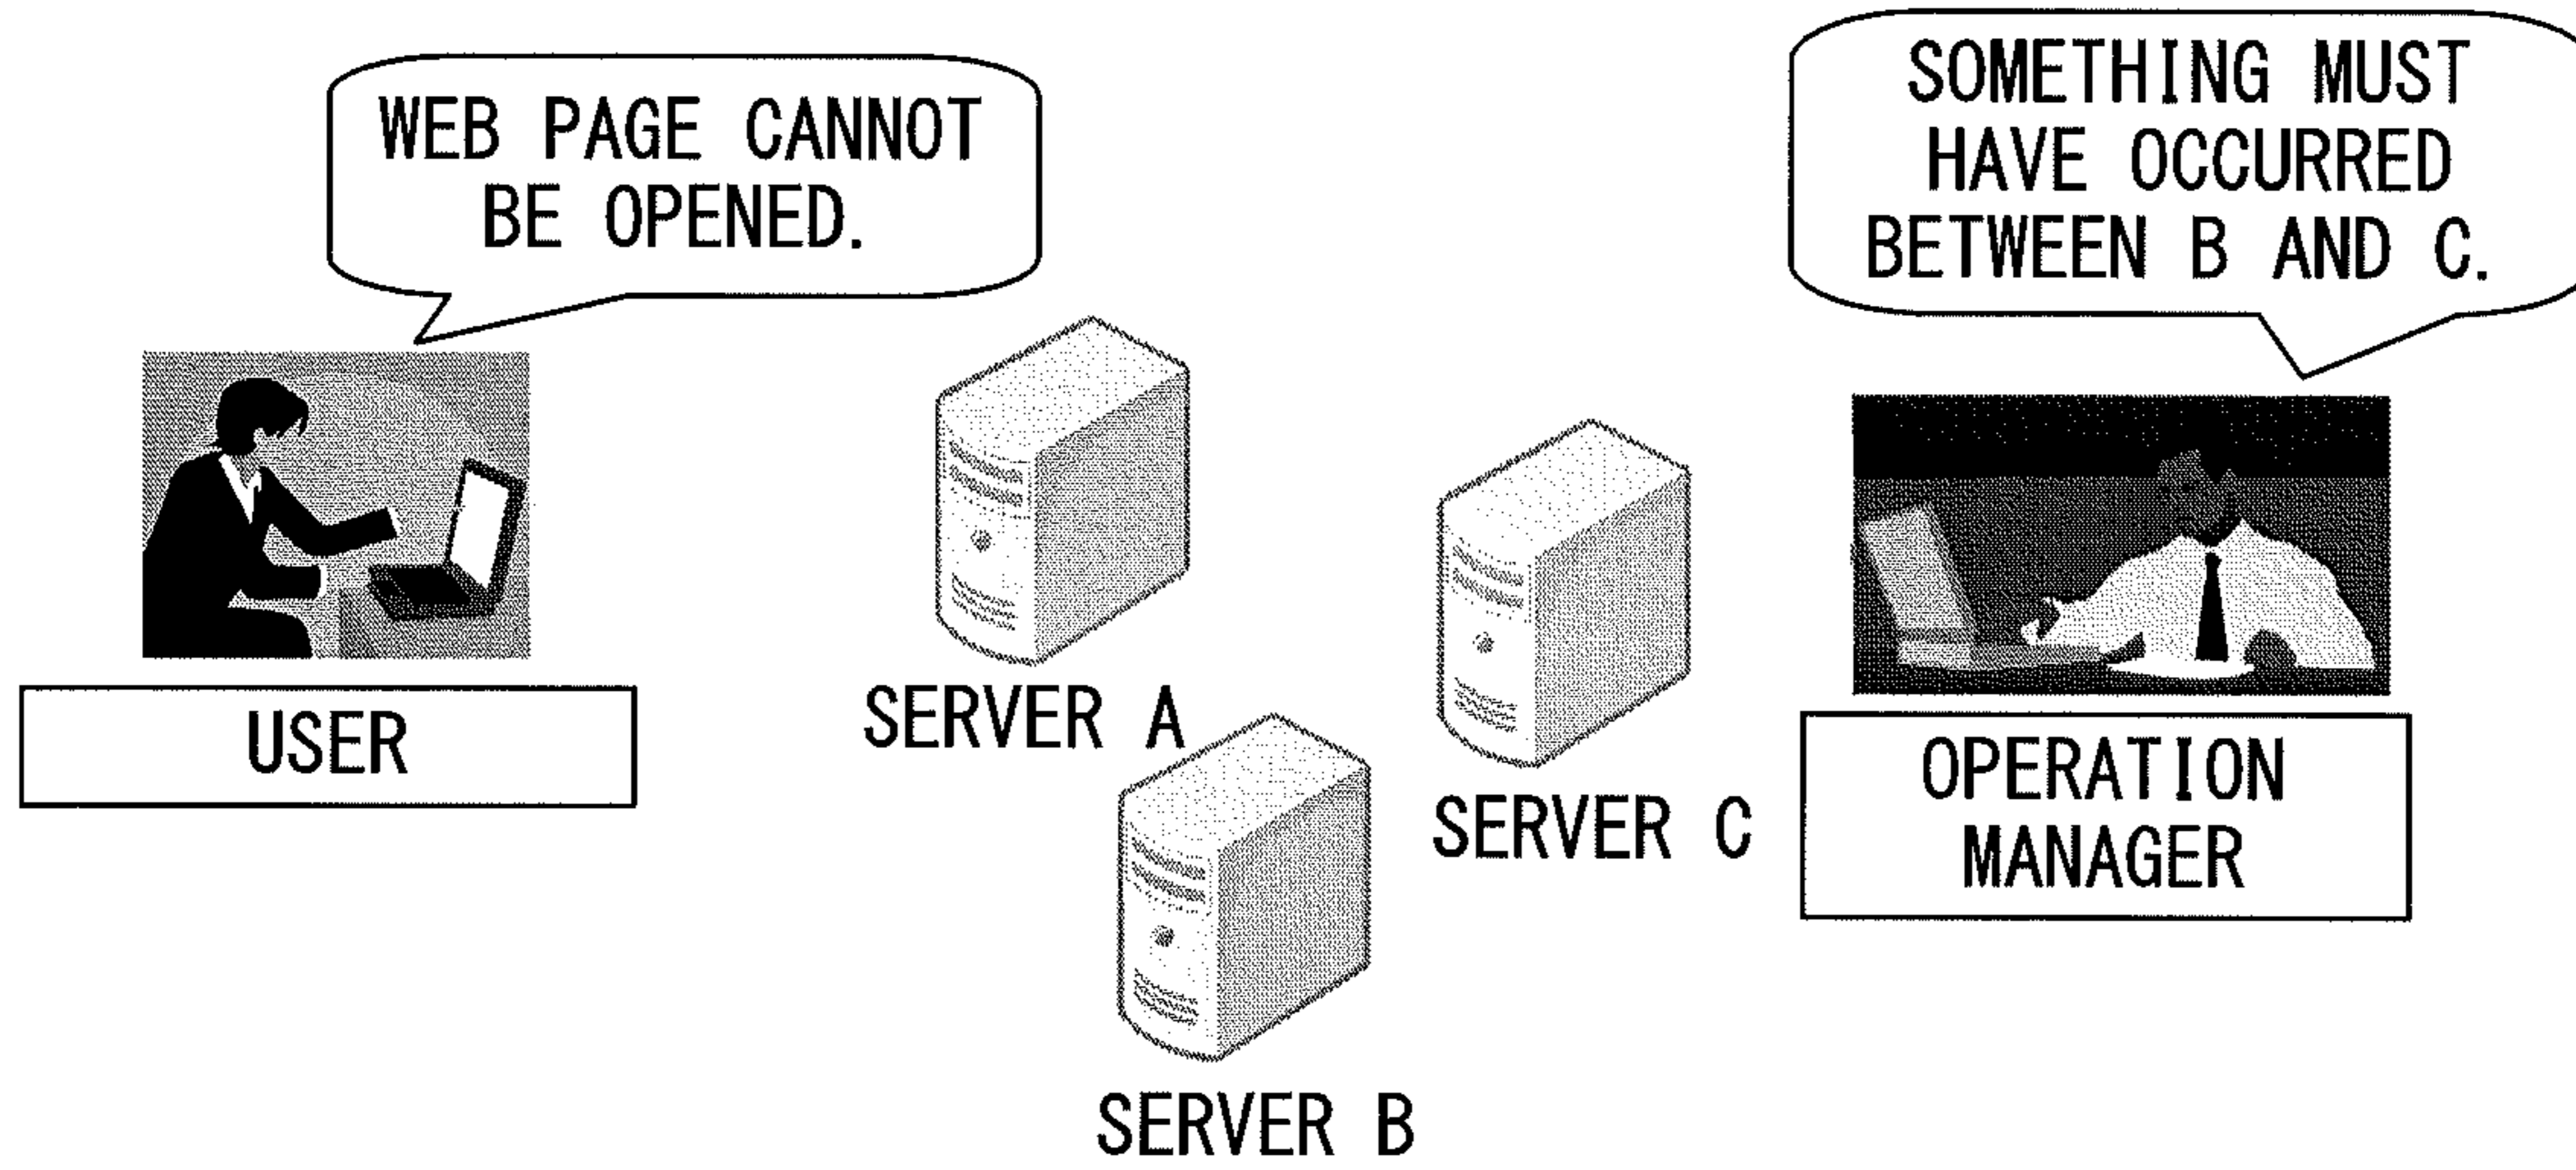 WEB PAGE CANNOT
BE OPENED.
SOMETHING MUST
HAVE OCCURRED
BETWEEN B AND C.
USER
SERVER A
SERVER C
OPERATION
MANAGER
SERVER B